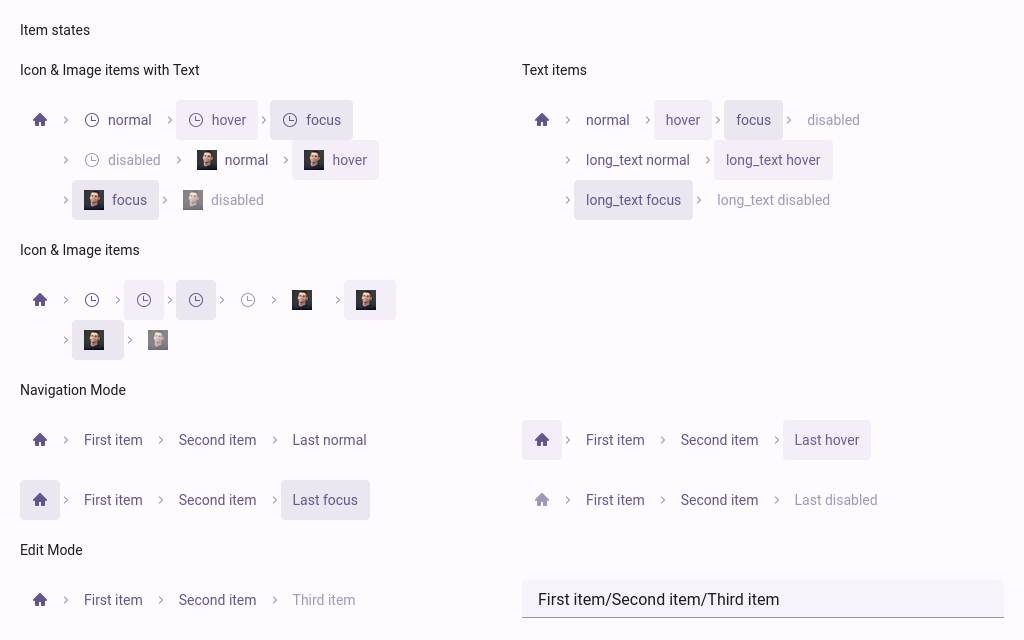 Item states
Icon & Image items with Text
normal hover focus
disabled normal hover
focus disabled
Text items
normal hover focus disabled
long_text normal long_text hover
long_text focus long_text disabled
Icon & Image items
Navigation Mode
First item Second item Last normal
First item Second item Last hover
First item Second item Last focus
First item Second item Last disabled
Edit Mode
First item Second item Third item
First item/Second item/Third item